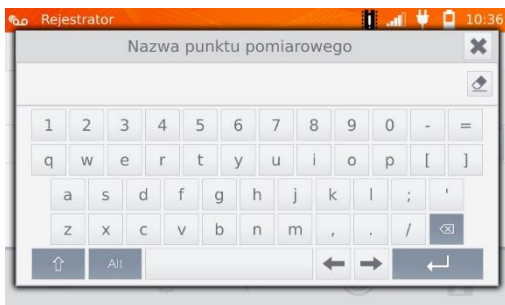 Rejestrator 10:36
Nazwa punktu pomiarowego
1 2 3 4 5 6 7 8 9 0 - =
q w e r t y u i o p [ ]
a s d f g h j k l ; '
z x c v b n m , . /
Alt